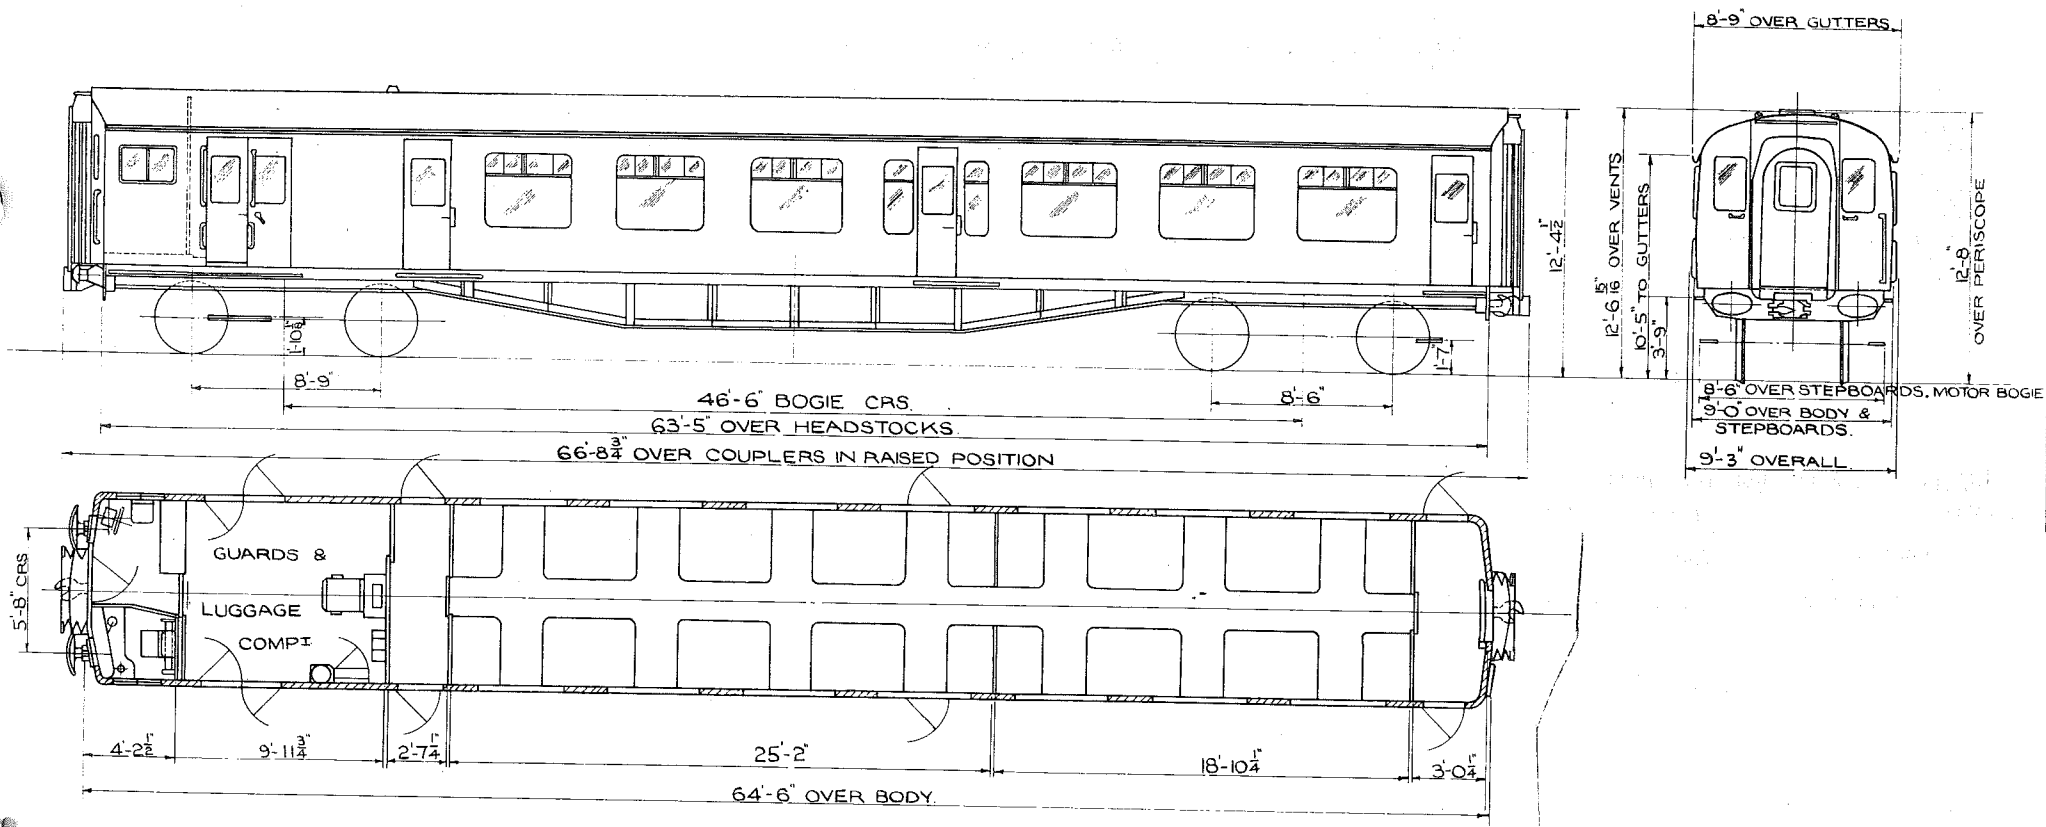 8'-9" OVER GUTTERS.
12'-4½"
12'-6 15/16" OVER VENTS
10'-5" TO GUTTERS
3'-9"
12'-8"
OVER PERISCOPE
1'-10⅛"
1'-7"
8'-9"
8'-6"
46'-6" BOGIE CRS.
63'-5" OVER HEADSTOCKS.
66'-8¾" OVER COUPLERS IN RAISED POSITION
8'-6" OVER STEPBOARDS. MOTOR BOGIE
9'-0" OVER BODY &
STEPBOARDS.
9'-3" OVERALL.
5'-8" CRS
GUARDS &
LUGGAGE
COMPT
4'-2½"
9'-11¾"
2'-7¼"
25'-2"
18'-10¼"
3'-0¼"
64'-6" OVER BODY.